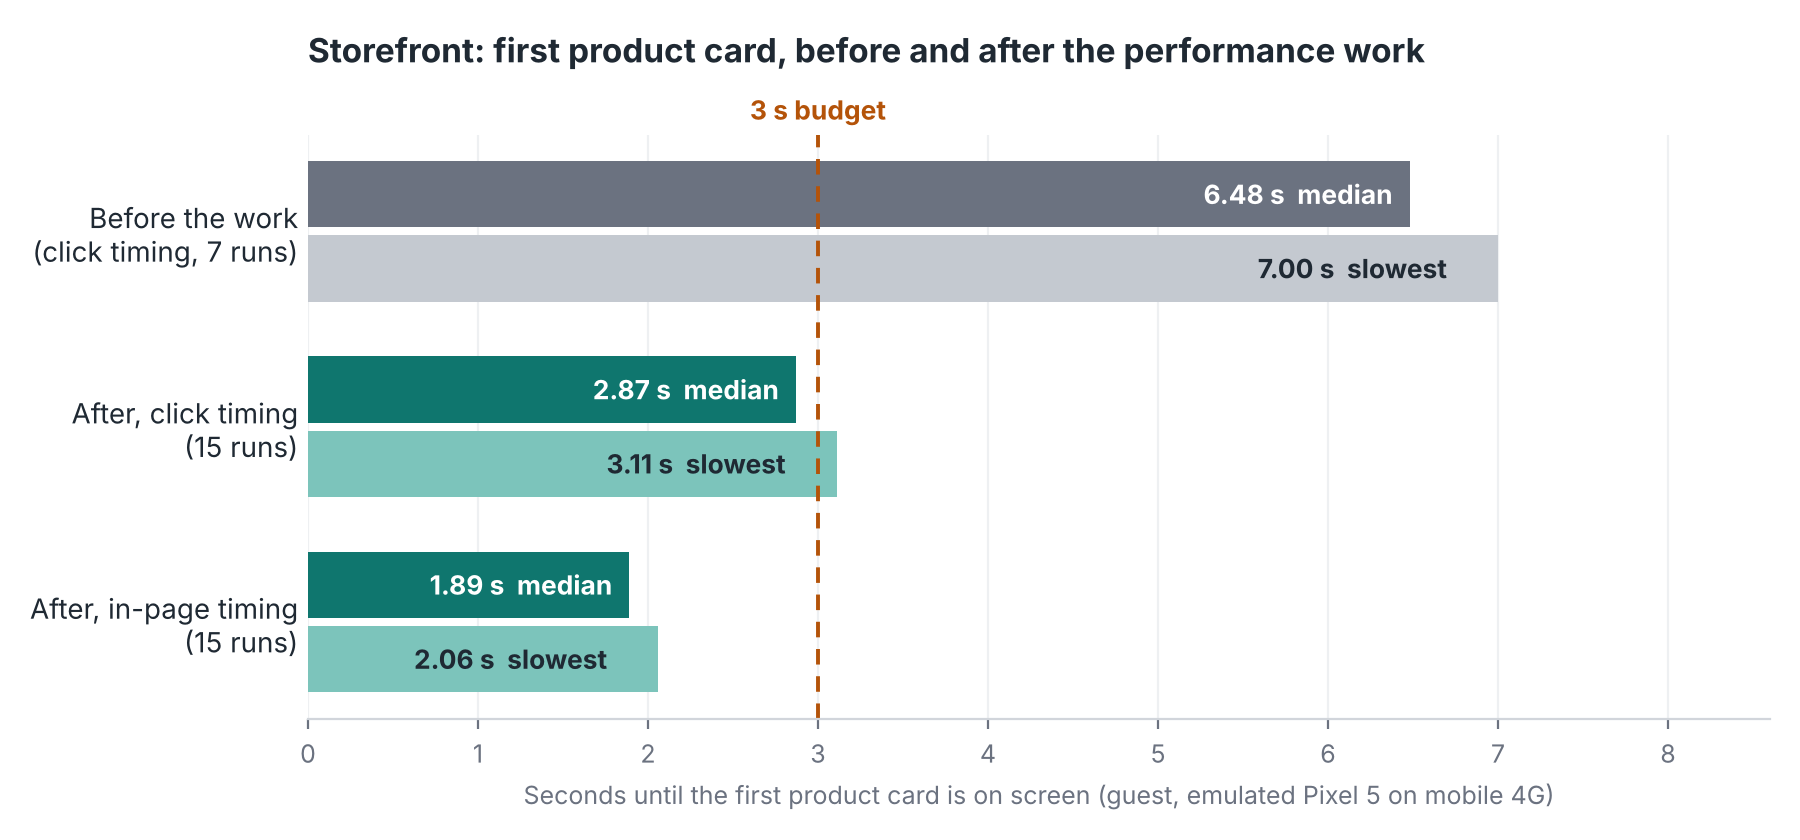 Storefront: first product card, before and after the performance work
3 s budget
Before the work
(click timing, 7 runs)
6.48 s median
7.00 s slowest
After, click timing
(15 runs)
2.87 s median
3.11 s slowest
After, in-page timing
(15 runs)
1.89 s median
2.06 s slowest
0 1 2 3 4 5 6 7 8
Seconds until the first product card is on screen (guest, emulated Pixel 5 on mobile 4G)